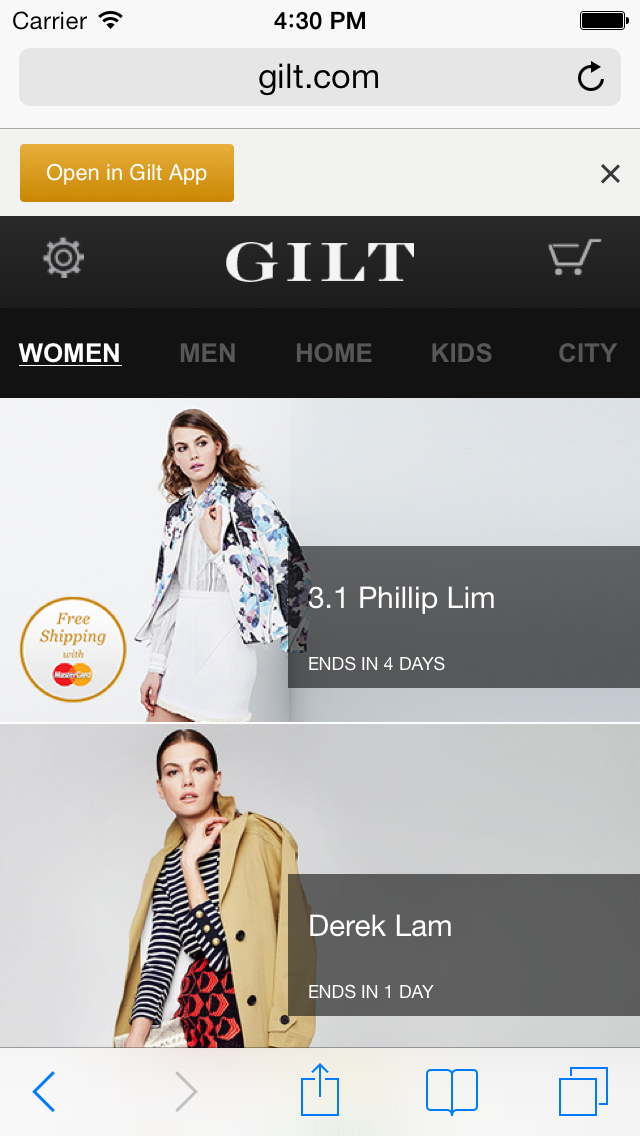 Carrier 4:30 PM
gilt.com
Open in Gilt App
GILT
WOMEN MEN HOME KIDS CITY
3.1 Phillip Lim
ENDS IN 4 DAYS
Free
Shipping
with
MasterCard
Derek Lam
ENDS IN 1 DAY